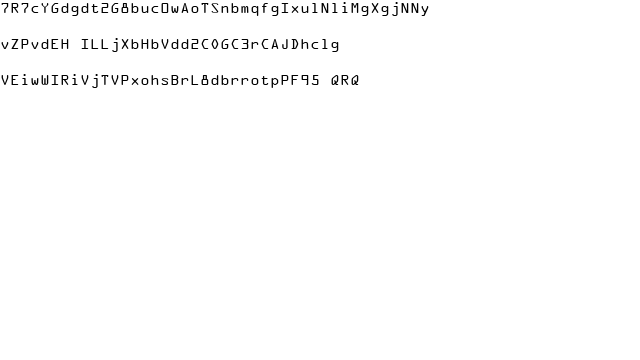 7R7cYGdgdt2G8bucOwAoTSnbmqfgIxulNliMgXgjNNy
vZPvdEH ILLjXbHbVdd2C0GC3rCAJDhclg
VEiwWIRiVjTVPxohsBrL8dbrrotpPF95 QRQ